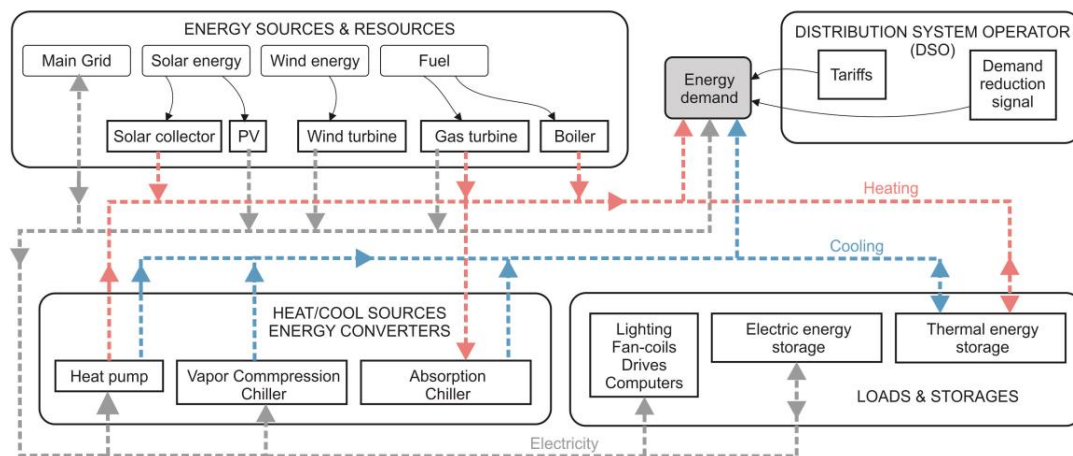 ENERGY SOURCES & RESOURCES
Main Grid
Solar energy
Wind energy
Fuel
Solar collector
PV
Wind turbine
Gas turbine
Boiler
Energy
demand
DISTRIBUTION SYSTEM OPERATOR
(DSO)
Tariffs
Demand
reduction
signal
Heating
Cooling
HEAT/COOL SOURCES
ENERGY CONVERTERS
Heat pump
Vapor Commpression
Chiller
Absorption
Chiller
Lighting
Fan-coils
Drives
Computers
Electric energy
storage
Thermal energy
storage
LOADS & STORAGES
Electricity